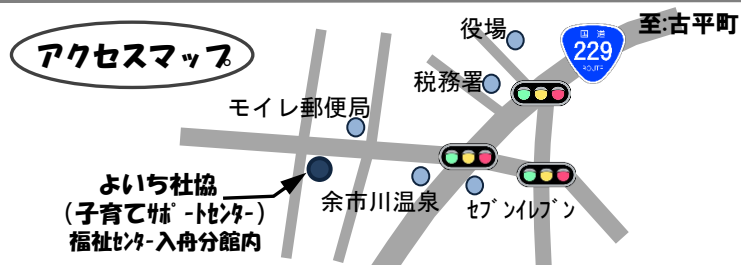 アクセスマップ
役場
国道
229
ROUTE
至:古平町
税務署
モイレ郵便局
よいち社協
(子育てｻﾎﾟｰﾄｾﾝﾀｰ)
福祉ｾﾝﾀｰ入舟分館内
余市川温泉
ｾﾌﾞﾝｲﾚﾌﾞﾝ